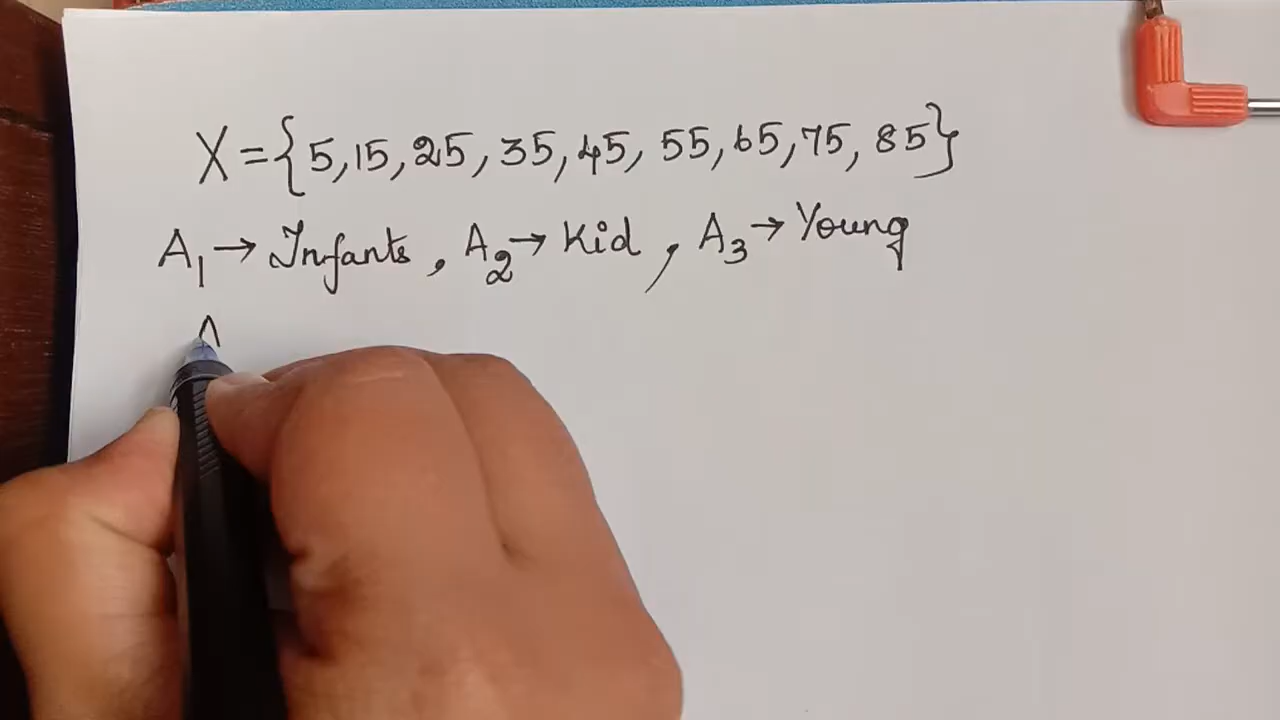 X = {5, 15, 25, 35, 45, 55, 65, 75, 85}
A₁ → Infants, A₂ → Kid, A₃ → Young
A